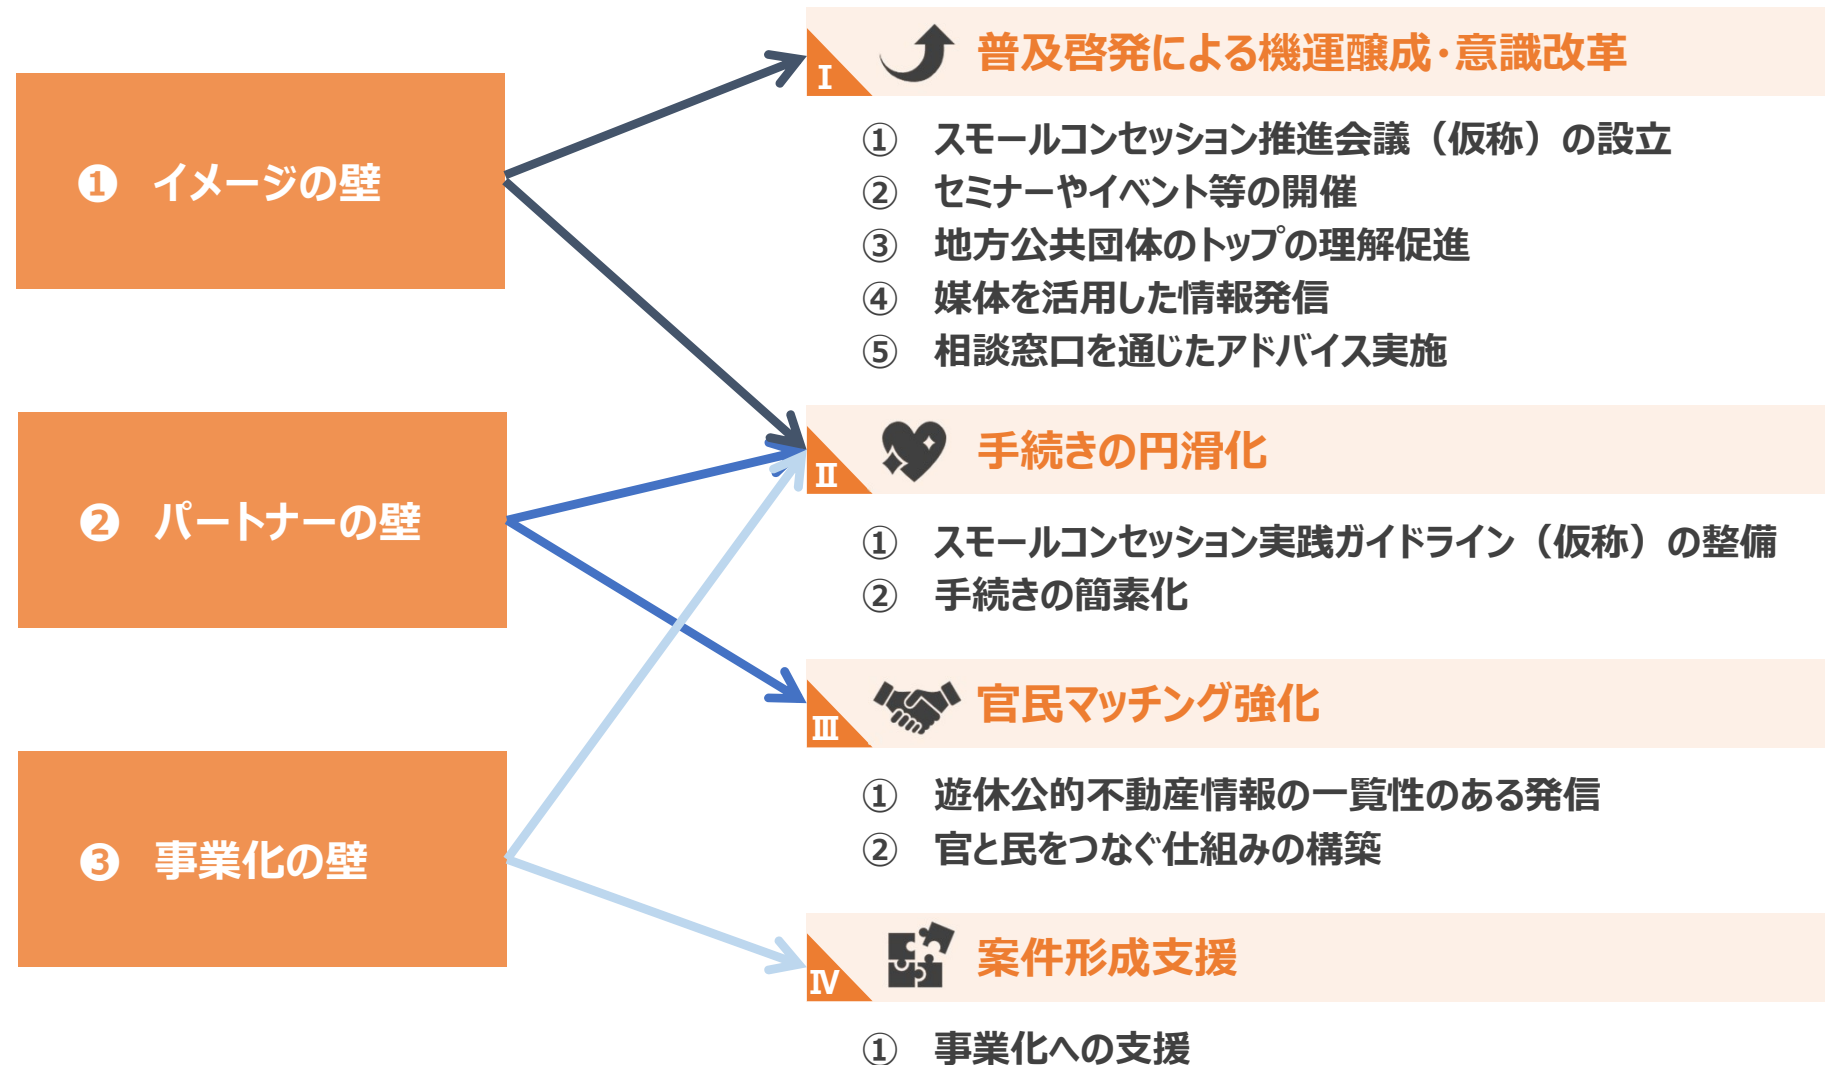 ❶ イメージの壁
❷ パートナーの壁
❸ 事業化の壁
Ⅰ 普及啓発による機運醸成・意識改革
① スモールコンセッション推進会議（仮称）の設立
② セミナーやイベント等の開催
③ 地方公共団体のトップの理解促進
④ 媒体を活用した情報発信
⑤ 相談窓口を通じたアドバイス実施
Ⅱ 手続きの円滑化
① スモールコンセッション実践ガイドライン（仮称）の整備
② 手続きの簡素化
Ⅲ 官民マッチング強化
① 遊休公的不動産情報の一覧性のある発信
② 官と民をつなぐ仕組みの構築
Ⅳ 案件形成支援
① 事業化への支援